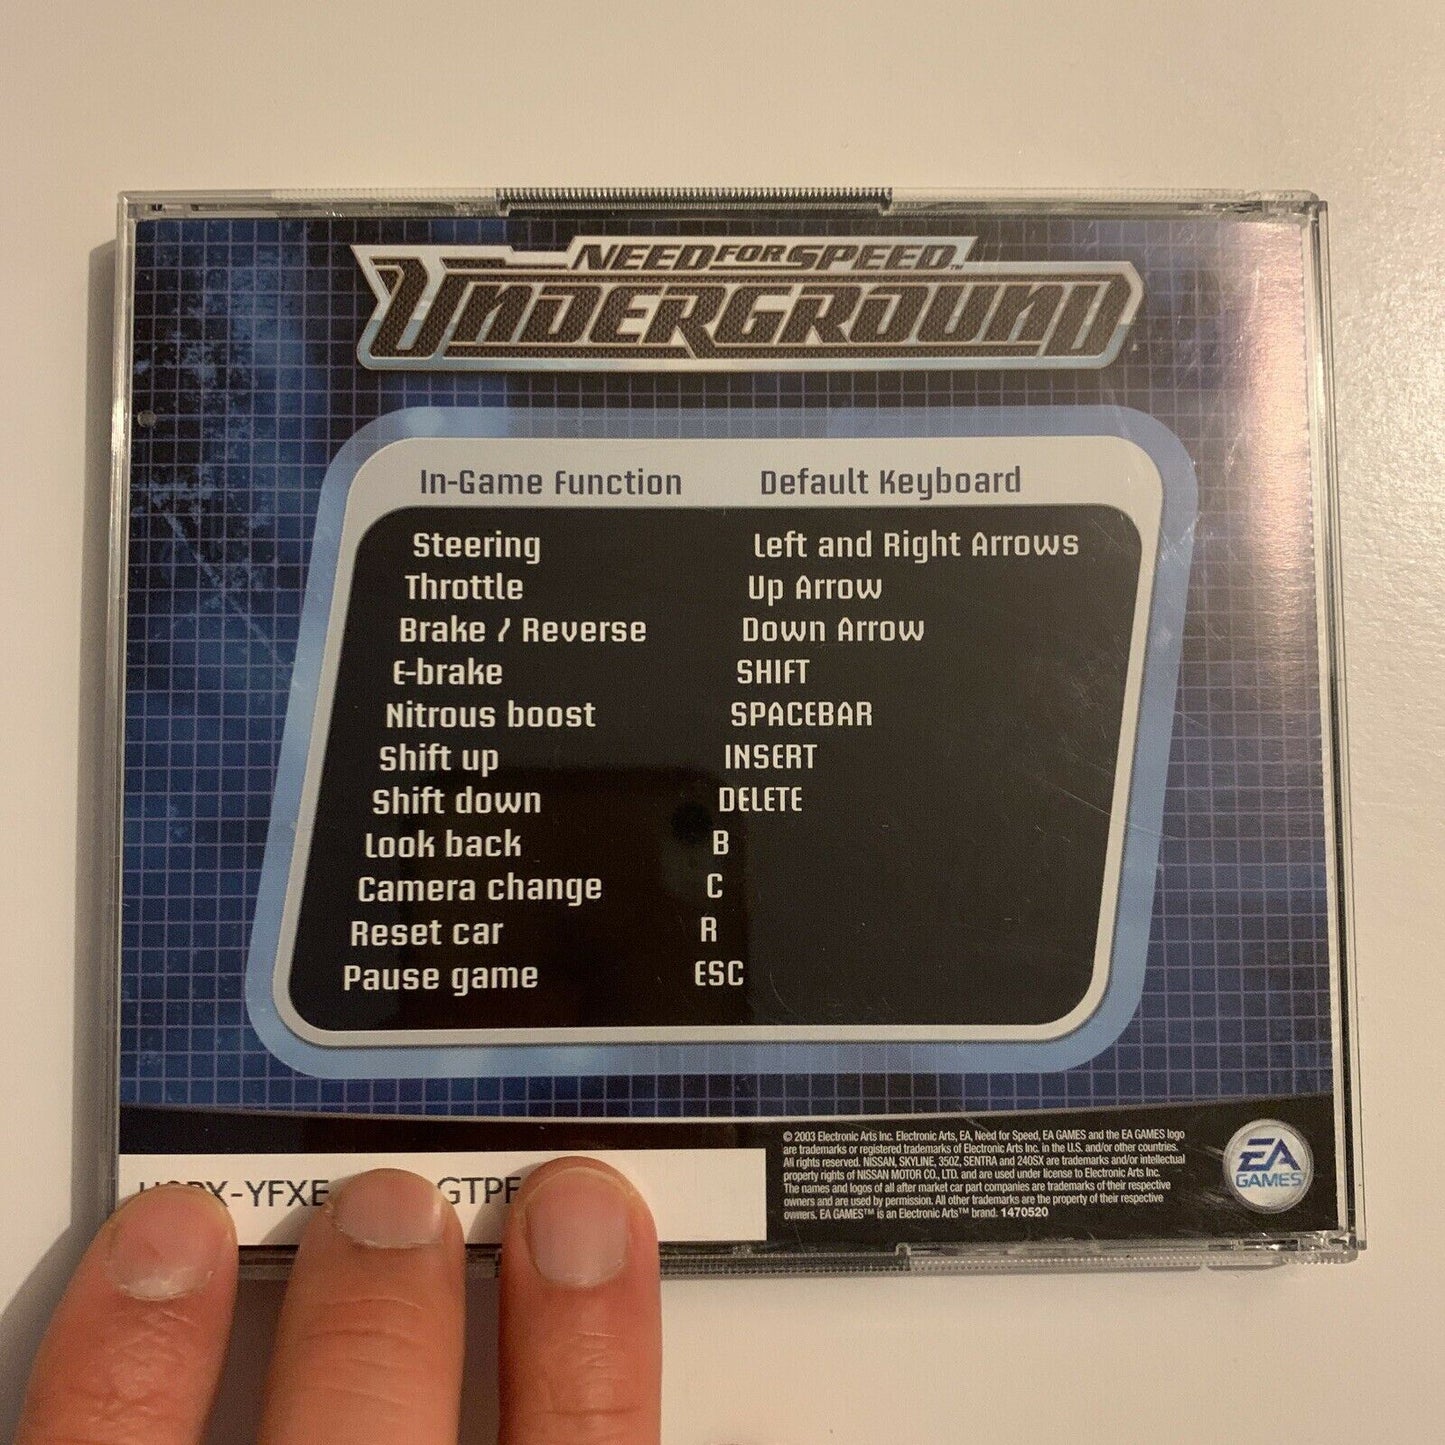 NEED FOR SPEED™
UNDERGROUND
In-Game Function Default Keyboard
Steering Left and Right Arrows
Throttle Up Arrow
Brake / Reverse Down Arrow
E-brake SHIFT
Nitrous boost SPACEBAR
Shift up INSERT
Shift down DELETE
Look back B
Camera change C
Reset car R
Pause game ESC
© 2003 Electronic Arts Inc. Electronic Arts, EA, Need for Speed, EA GAMES and the EA GAMES logo
are trademarks or registered trademarks of Electronic Arts Inc. in the U.S. and/or other countries.
All rights reserved. NISSAN, SKYLINE, 350Z, SENTRA and 240SX are trademarks and/or intellectual
property rights of NISSAN MOTOR CO., LTD. and are used under license to Electronic Arts Inc.
The names and logos of all after market car part companies are trademarks of their respective
owners and are used by permission. All other trademarks are the property of their respective
owners. EA GAMES™ is an Electronic Arts™ brand. 1470520
EA
GAMES